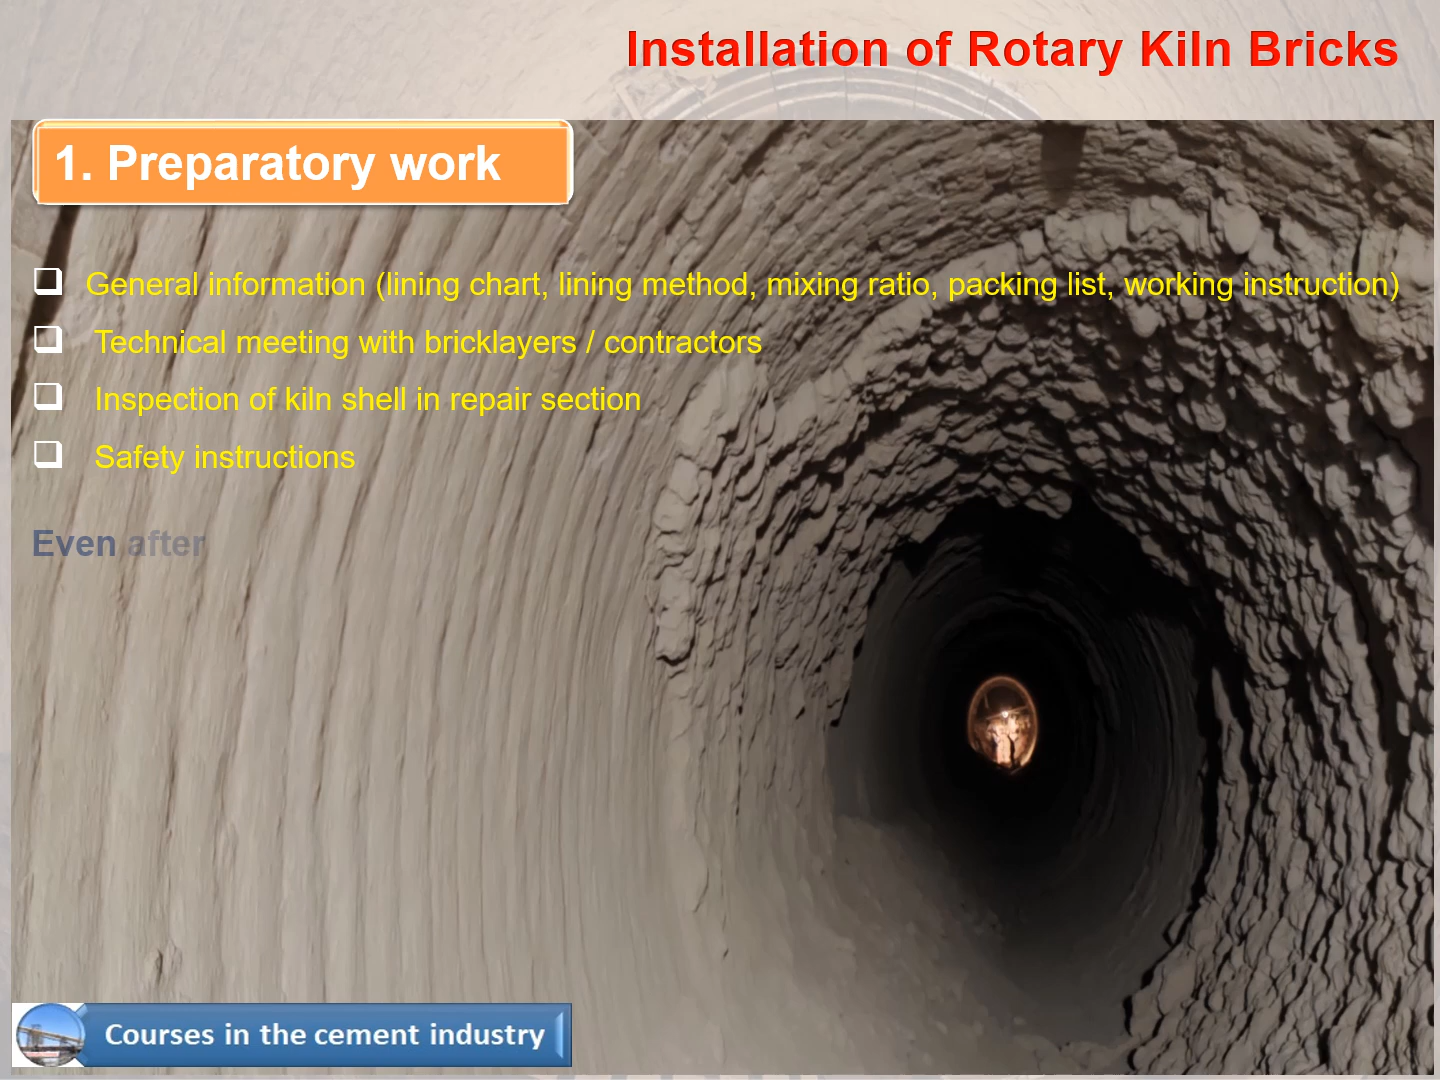 Installation of Rotary Kiln Bricks
1. Preparatory work
❑ General information (lining chart, lining method, mixing ratio, packing list, working instruction)
❑ Technical meeting with bricklayers / contractors
❑ Inspection of kiln shell in repair section
❑ Safety instructions
Even after
Courses in the cement industry